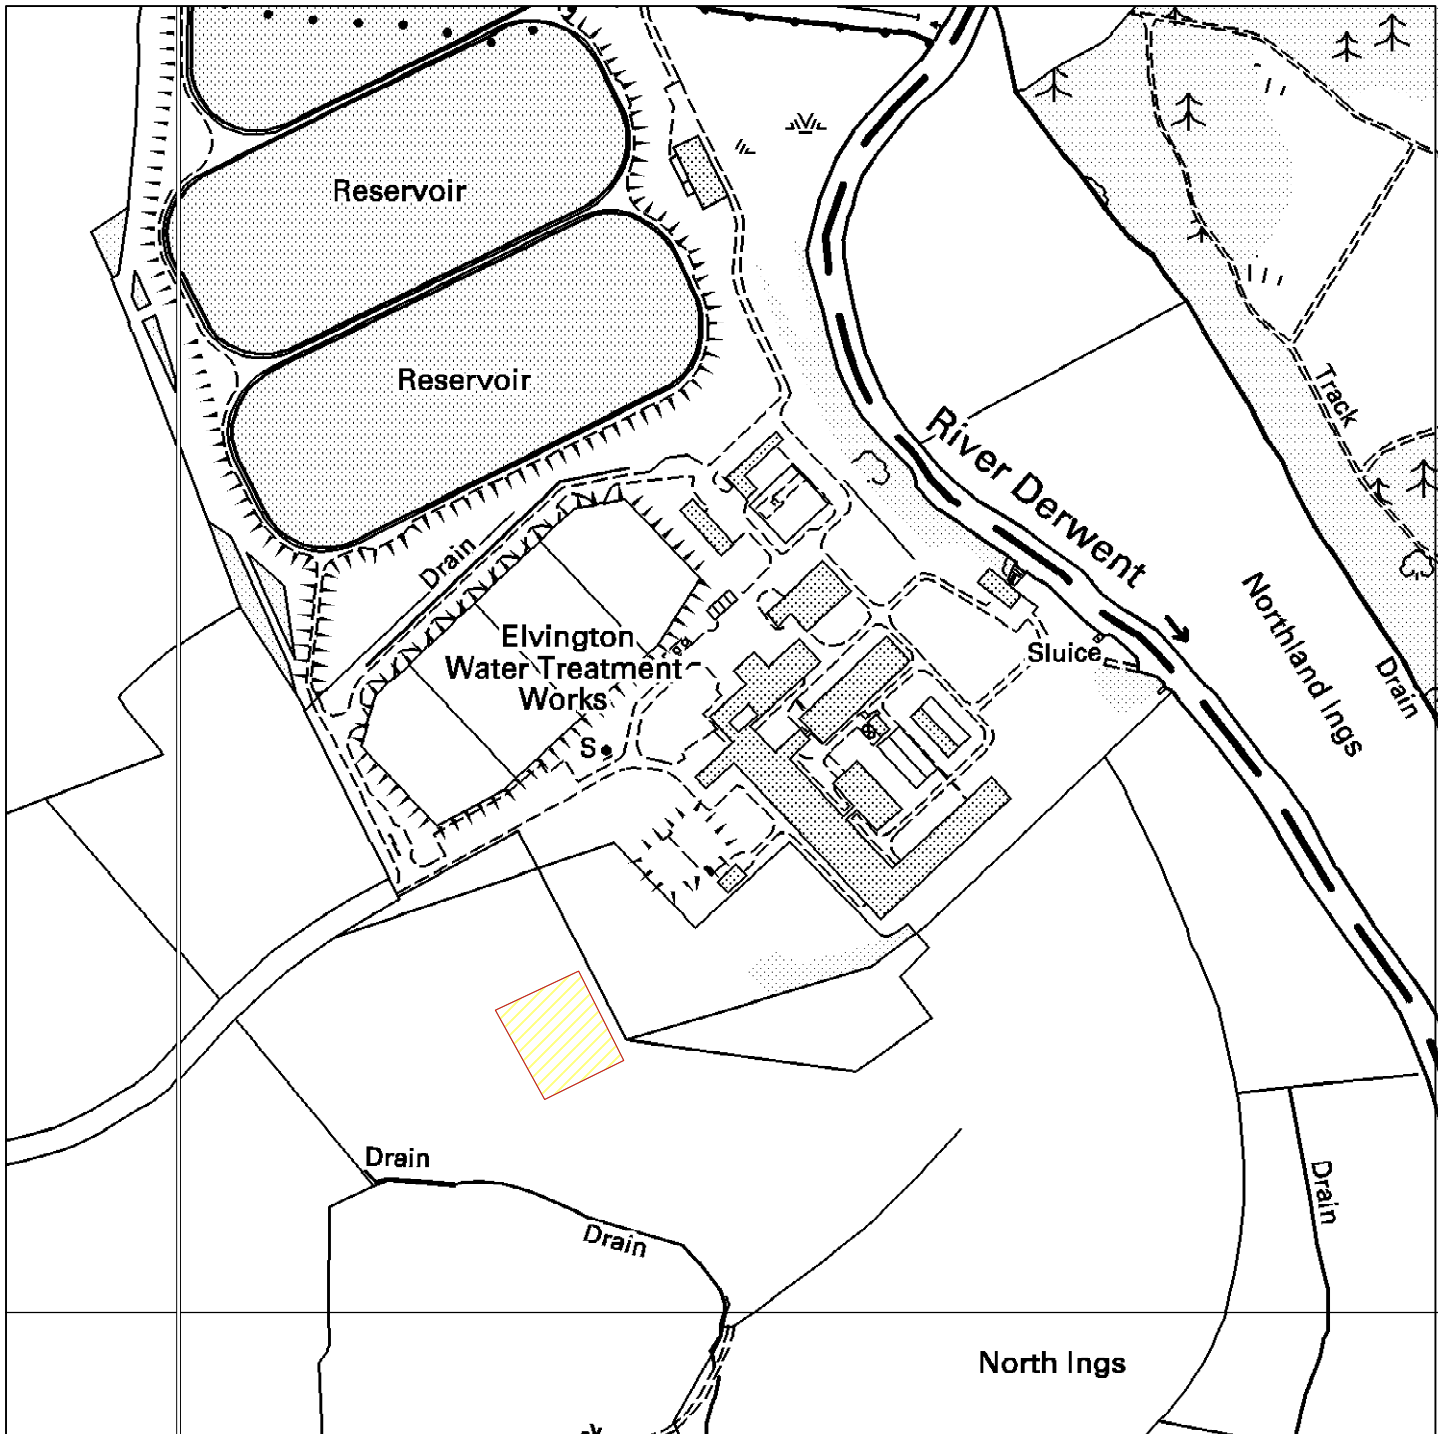 Reservoir
Reservoir
Track
River Derwent
Drain
Northland Ings
Elvington
Water Treatment
Works
Sluice
Drain
S
Drain
Drain
Drain
North Ings